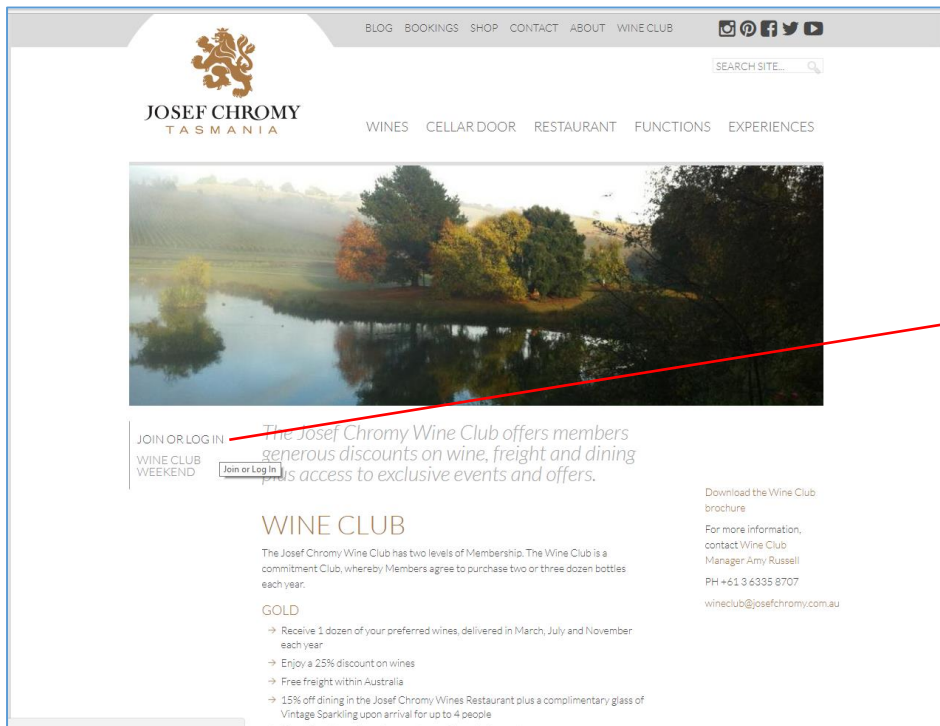 BLOG BOOKINGS SHOP CONTACT ABOUT WINE CLUB
SEARCH SITE...
JOSEF CHROMY
TASMANIA
WINES CELLAR DOOR RESTAURANT FUNCTIONS EXPERIENCES
JOIN OR LOG IN
WINE CLUB
WEEKEND
Join or Log In
The Josef Chromy Wine Club offers members
generous discounts on wine, freight and dining
plus access to exclusive events and offers.
WINE CLUB
The Josef Chromy Wine Club has two levels of Membership. The Wine Club is a
commitment Club, whereby Members agree to purchase two or three dozen bottles
each year.
GOLD
→ Receive 1 dozen of your preferred wines, delivered in March, July and November
each year
→ Enjoy a 25% discount on wines
→ Free freight within Australia
→ 15% off dining in the Josef Chromy Wines Restaurant plus a complimentary glass of
Vintage Sparkling upon arrival for up to 4 people
Download the Wine Club
brochure
For more information,
contact Wine Club
Manager Amy Russell
PH +61 3 6335 8707
wineclub@josefchromy.com.au